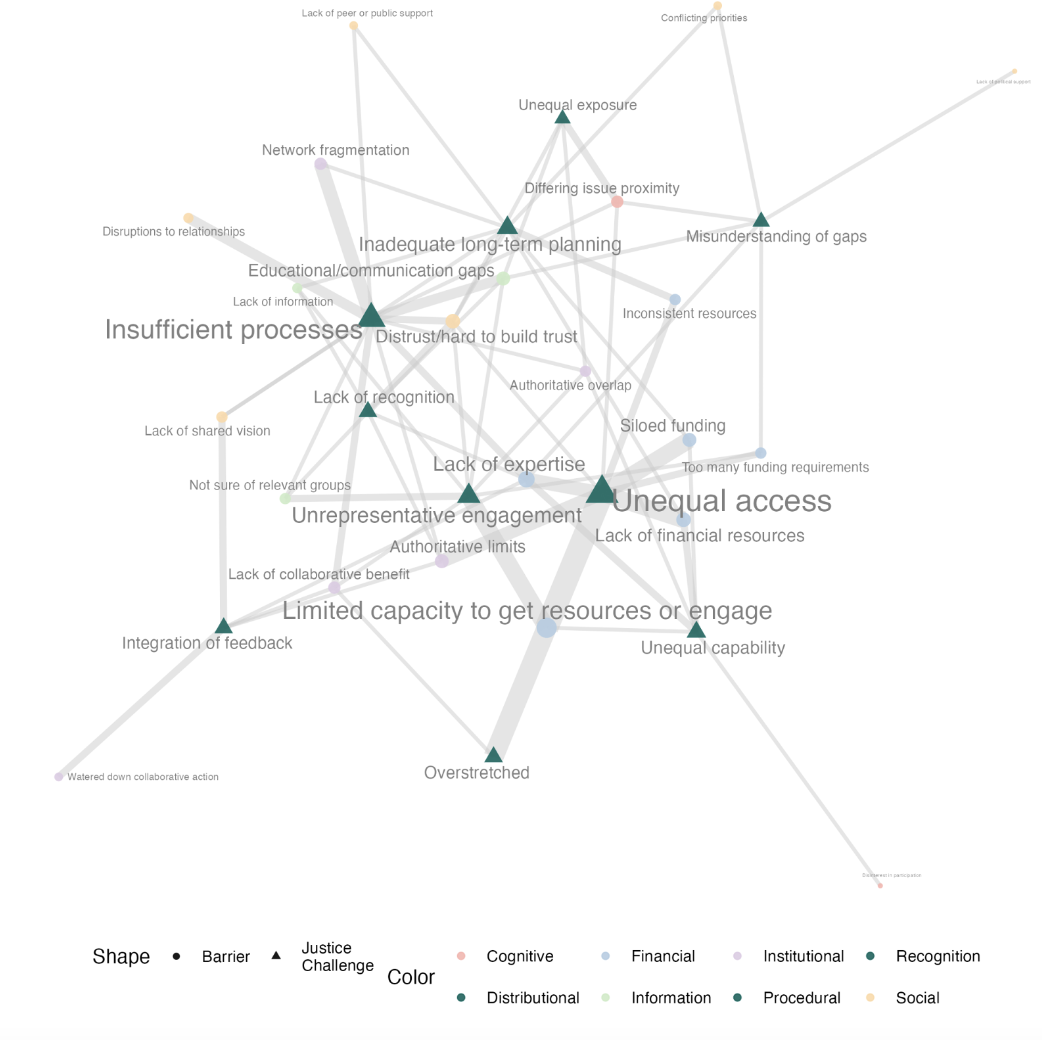 Lack of peer or public support
Conflicting priorities
Unequal exposure
Network fragmentation
Differing issue proximity
Disruptions to relationships
Inadequate long-term planning
Misunderstanding of gaps
Educational/communication gaps
Lack of information
Inconsistent resources
Insufficient processes
Distrust/hard to build trust
Authoritative overlap
Lack of recognition
Lack of shared vision
Siloed funding
Lack of expertise
Too many funding requirements
Not sure of relevant groups
Unequal access
Unrepresentative engagement
Lack of financial resources
Authoritative limits
Lack of collaborative benefit
Limited capacity to get resources or engage
Integration of feedback
Unequal capability
Overstretched
Watered down collaborative action
Disinterest in participation
Shape
Barrier
Justice
Challenge
Color
Cognitive
Financial
Institutional
Recognition
Distributional
Information
Procedural
Social